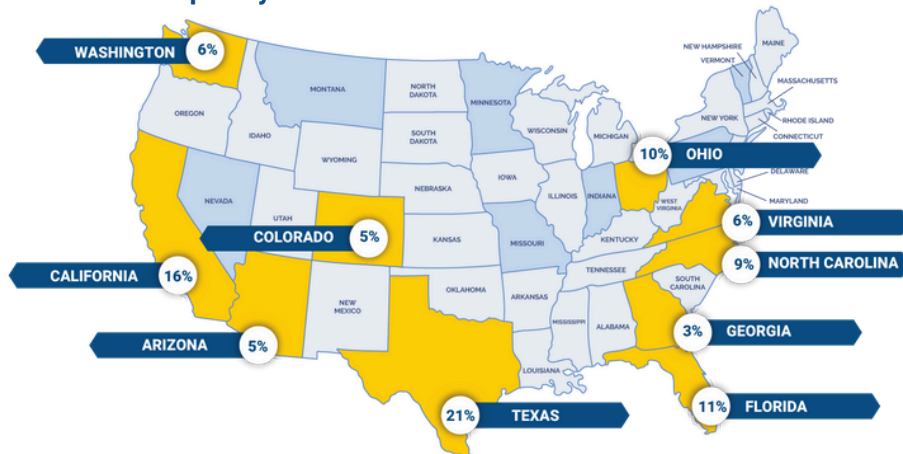 WASHINGTON 6%
MONTANA
NORTH
DAKOTA
MINNESOTA
NEW HAMPSHIRE
VERMONT
MAINE
MASSACHUSETTS
OREGON
IDAHO
SOUTH
DAKOTA
WISCONSIN
MICHIGAN
NEW YORK
RHODE ISLAND
CONNECTICUT
WYOMING
10% OHIO
NEBRASKA
IOWA
DELAWARE
NEVADA
UTAH
ILLINOIS
INDIANA
WEST
VIRGINIA
MARYLAND
COLORADO 5%
KANSAS
MISSOURI
KENTUCKY
6% VIRGINIA
CALIFORNIA 16%
9% NORTH CAROLINA
TENNESSEE
OKLAHOMA
ARKANSAS
SOUTH
CAROLINA
NEW
MEXICO
MISSISSIPPI
ALABAMA
3% GEORGIA
ARIZONA 5%
LOUISIANA
21% TEXAS
11% FLORIDA